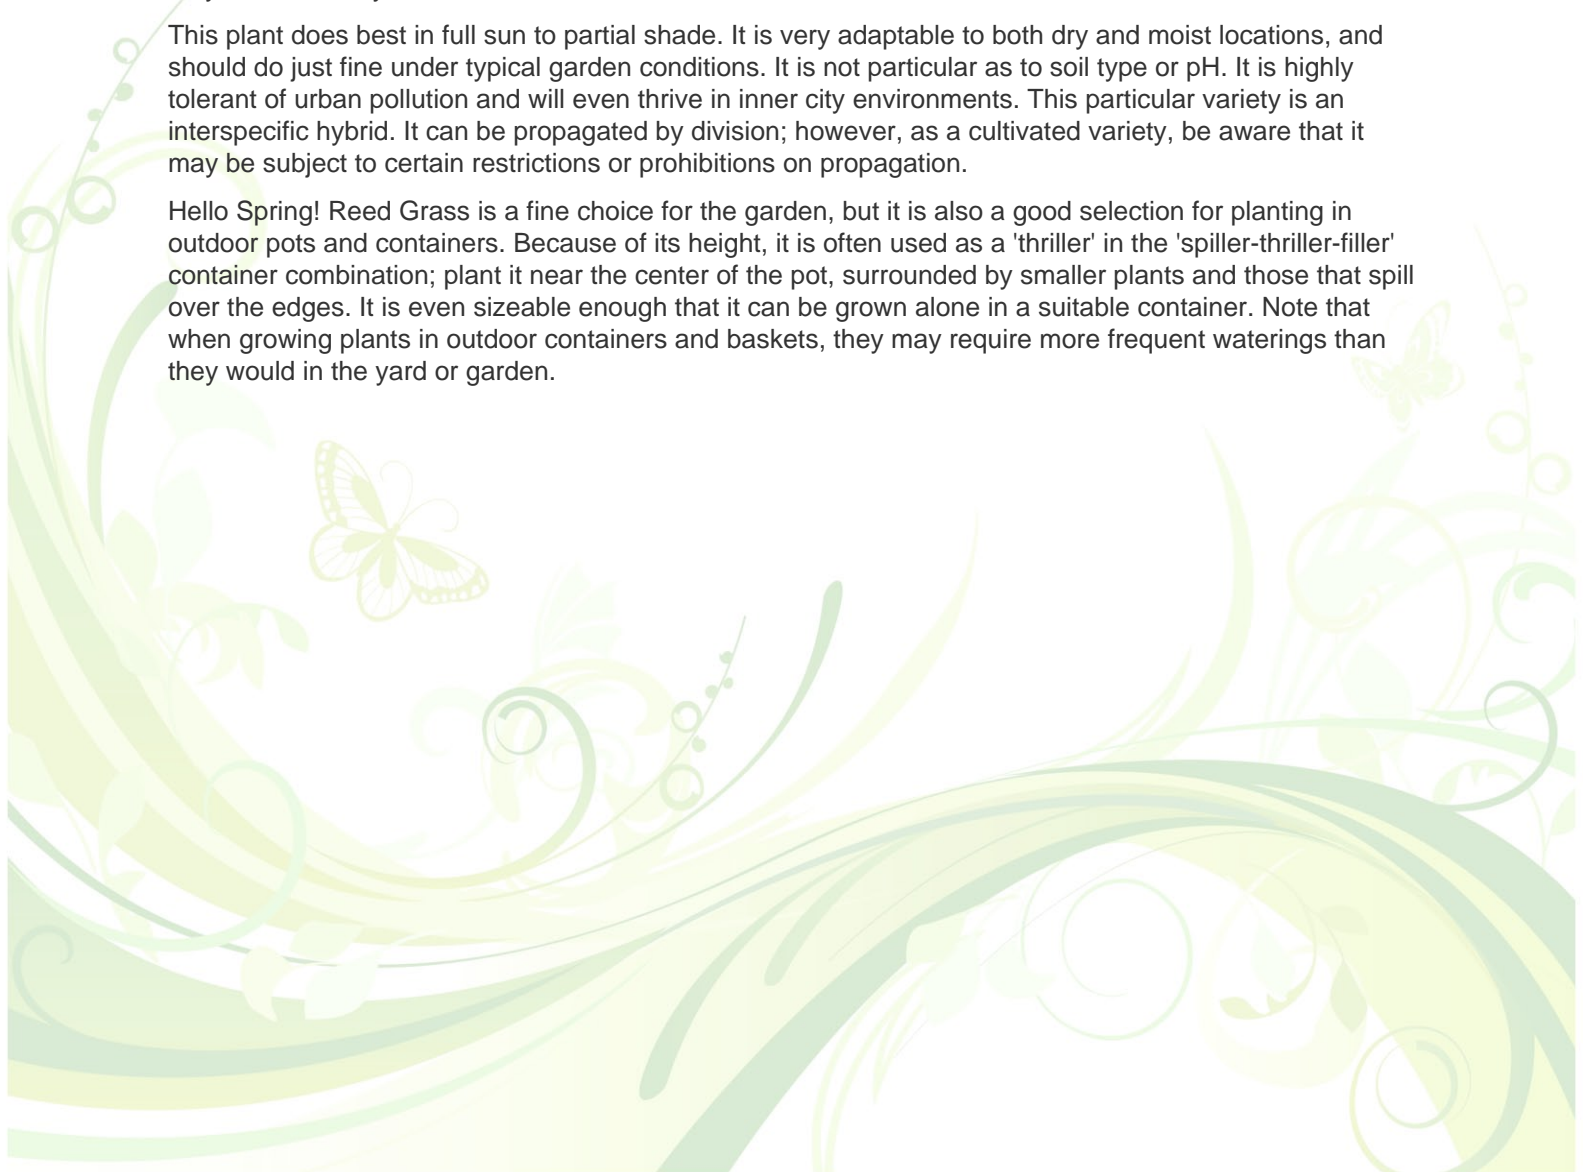 This plant does best in full sun to partial shade. It is very adaptable to both dry and moist locations, and
should do just fine under typical garden conditions. It is not particular as to soil type or pH. It is highly
tolerant of urban pollution and will even thrive in inner city environments. This particular variety is an
interspecific hybrid. It can be propagated by division; however, as a cultivated variety, be aware that it
may be subject to certain restrictions or prohibitions on propagation.
Hello Spring! Reed Grass is a fine choice for the garden, but it is also a good selection for planting in
outdoor pots and containers. Because of its height, it is often used as a 'thriller' in the 'spiller-thriller-filler'
container combination; plant it near the center of the pot, surrounded by smaller plants and those that spill
over the edges. It is even sizeable enough that it can be grown alone in a suitable container. Note that
when growing plants in outdoor containers and baskets, they may require more frequent waterings than
they would in the yard or garden.